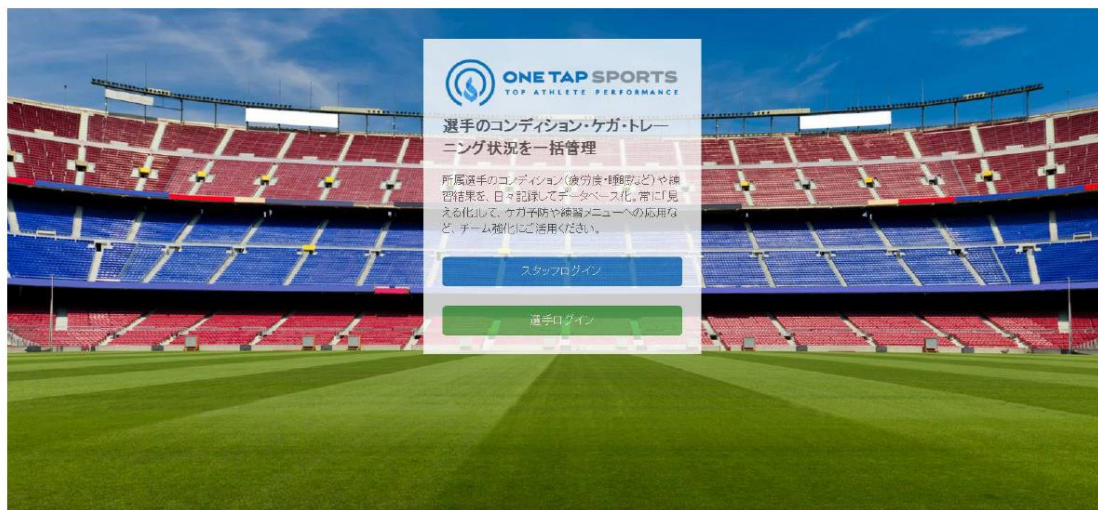 ONE TAP SPORTS
TOP ATHLETE PERFORMANCE
選手のコンディション・ケガ・トレー
ニング状況を一括管理
所属選手のコンディション(疲労度・睡眠など)や練
習結果を、日々記録してデータベース化。常に「見
える化」して、ケガ予防や練習メニューへの応用な
ど、チーム強化にご活用ください。
スタッフログイン
選手ログイン